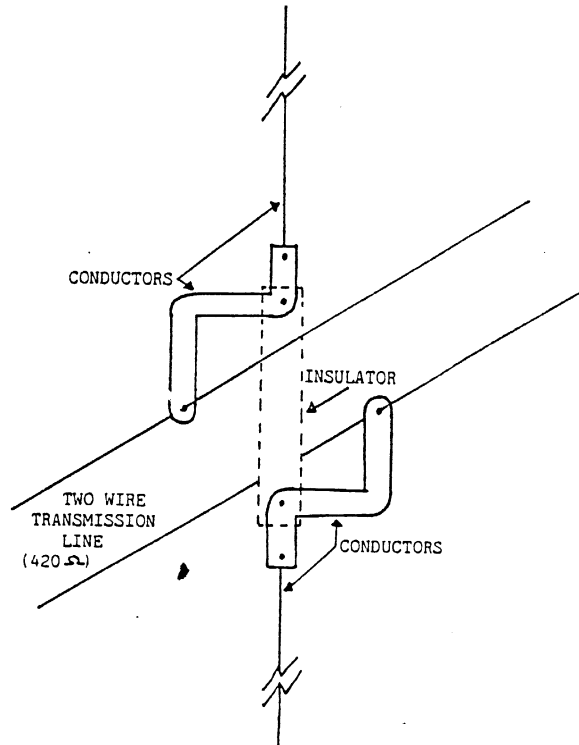 CONDUCTORS
INSULATOR
TWO WIRE
TRANSMISSION
LINE
(420 Ω)
CONDUCTORS